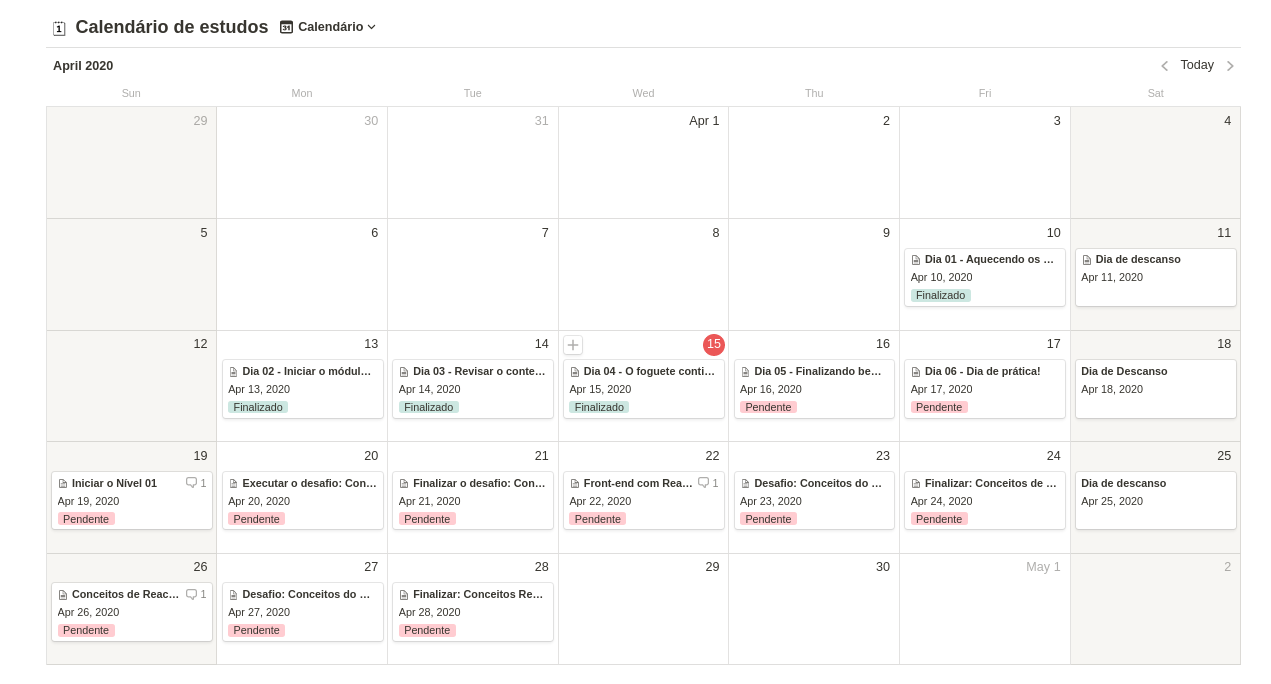 1 Calendário de estudos 31 Calendário
April 2020 Today
Sun Mon Tue Wed Thu Fri Sat
29 30 31 Apr 1 2 3 4
5 6 7 8 9 10 11
Dia 01 - Aquecendo os … Dia de descanso
Apr 10, 2020 Apr 11, 2020
Finalizado
12 13 14 15 16 17 18
Dia 02 - Iniciar o módul… Dia 03 - Revisar o conte… Dia 04 - O foguete conti… Dia 05 - Finalizando be… Dia 06 - Dia de prática! Dia de Descanso
Apr 13, 2020 Apr 14, 2020 Apr 15, 2020 Apr 16, 2020 Apr 17, 2020 Apr 18, 2020
Finalizado Finalizado Finalizado Pendente Pendente
19 20 21 22 23 24 25
Iniciar o Nível 01 1 Executar o desafio: Con… Finalizar o desafio: Con… Front-end com Rea… 1 Desafio: Conceitos do … Finalizar: Conceitos de … Dia de descanso
Apr 19, 2020 Apr 20, 2020 Apr 21, 2020 Apr 22, 2020 Apr 23, 2020 Apr 24, 2020 Apr 25, 2020
Pendente Pendente Pendente Pendente Pendente Pendente
26 27 28 29 30 May 1 2
Conceitos de Reac… 1 Desafio: Conceitos do … Finalizar: Conceitos Re…
Apr 26, 2020 Apr 27, 2020 Apr 28, 2020
Pendente Pendente Pendente